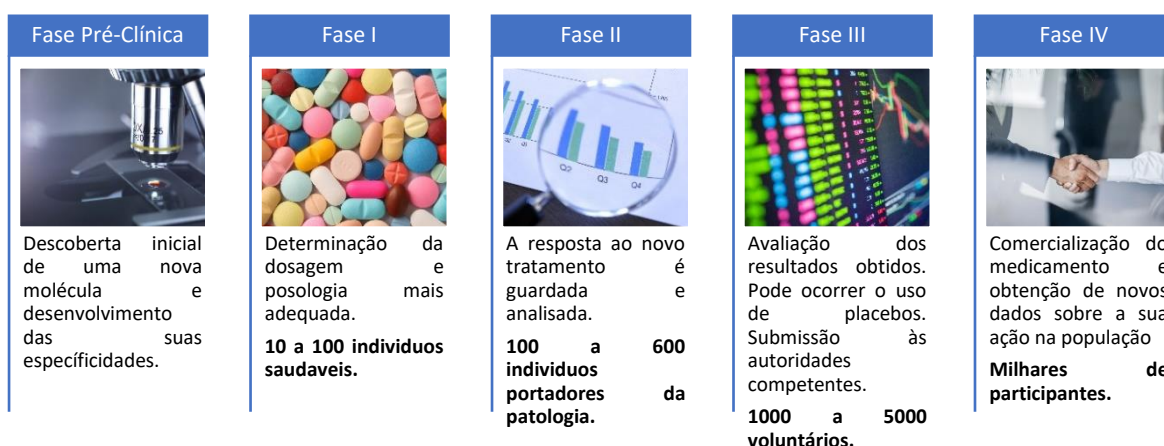 Fase Pré-Clínica
Descoberta inicial
de uma nova
molécula e
desenvolvimento
das suas
específicidades.
Fase I
Determinação da
dosagem e
posologia mais
adequada.
10 a 100 individuos
saudaveis.
Fase II
Q2
Q3
Q4
A resposta ao novo
tratamento é
guardada e
analisada.
100 a 600
individuos
portadores da
patologia.
Fase III
Avaliação dos
resultados obtidos.
Pode ocorrer o uso
de placebos.
Submissão às
autoridades
competentes.
1000 a 5000
voluntários.
Fase IV
Comercialização do
medicamento e
obtenção de novos
dados sobre a sua
ação na população
Milhares de
participantes.